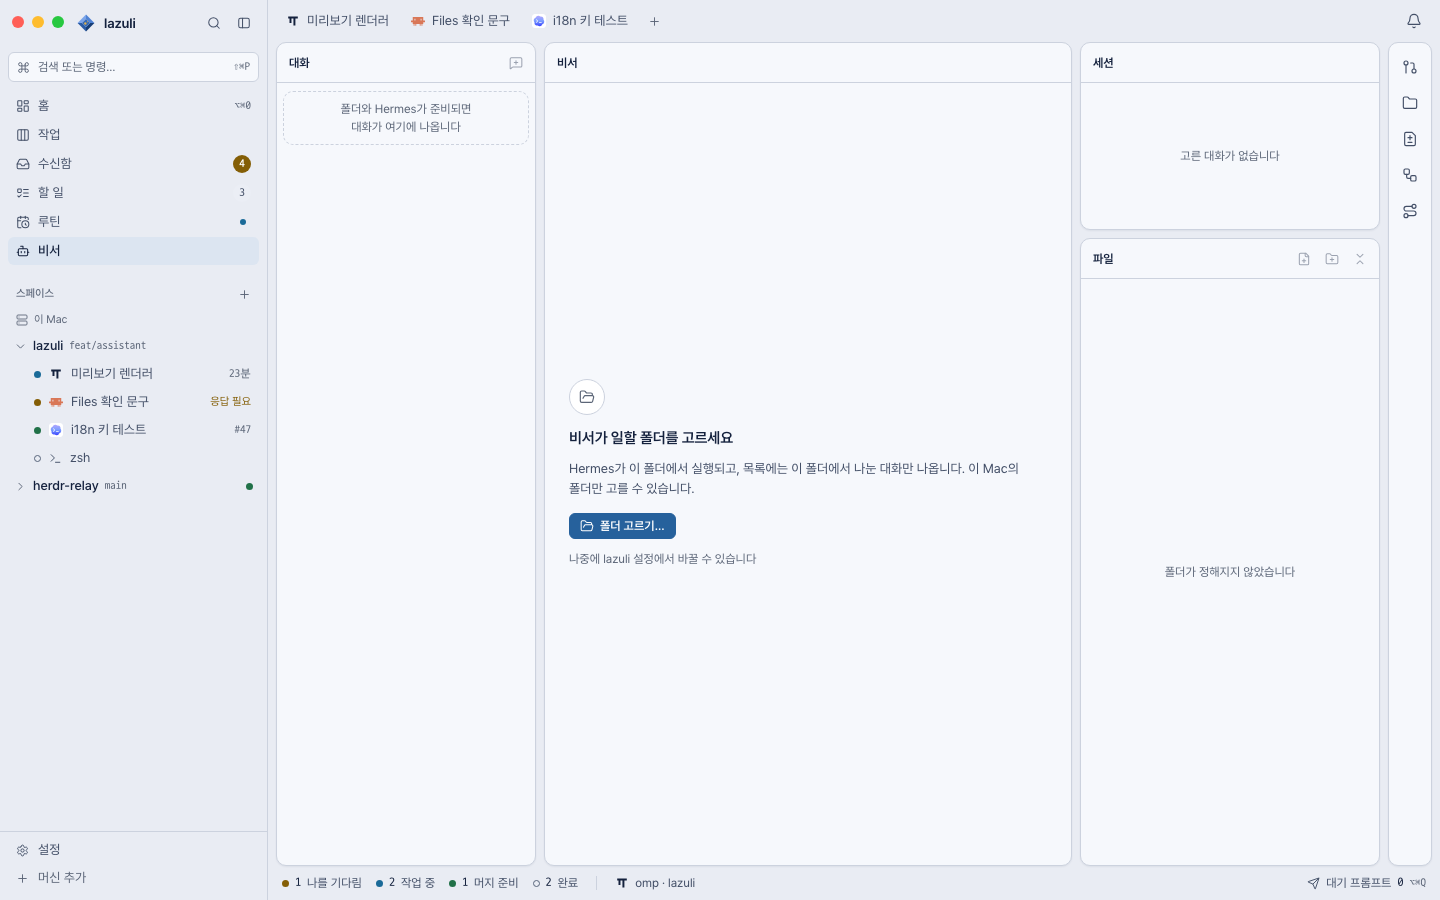 lazuli
검색 또는 명령...
⇧⌘P
홈
⌥⌘0
작업
수신함
4
할 일
3
루틴
비서
스페이스
이 Mac
lazuli feat/assistant
미리보기 렌더러
23분
Files 확인 문구
응답 필요
i18n 키 테스트
#47
zsh
herdr-relay main
설정
머신 추가
미리보기 렌더러
Files 확인 문구
i18n 키 테스트
대화
폴더와 Hermes가 준비되면
대화가 여기에 나옵니다
비서
비서가 일할 폴더를 고르세요
Hermes가 이 폴더에서 실행되고, 목록에는 이 폴더에서 나눈 대화만 나옵니다. 이 Mac의
폴더만 고를 수 있습니다.
폴더 고르기...
나중에 lazuli 설정에서 바꿀 수 있습니다
세션
고른 대화가 없습니다
파일
폴더가 정해지지 않았습니다
1 나를 기다림
2 작업 중
1 머지 준비
2 완료
omp · lazuli
대기 프롬프트 0 ⌥⌘Q